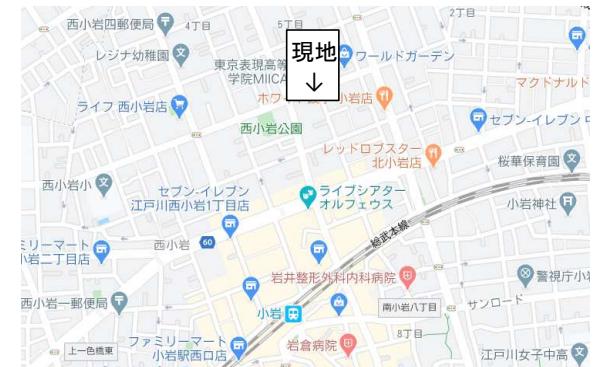 西小岩四郵便局
4丁目
5丁目
2丁目
現地
↓
レジナ幼稚園
東京表現高等
学院MIICA
ワールドガーデン
マクドナルド
ライフ 西小岩店
小岩店
セブン-イレブン
西小岩公園
レッドロブスター
北小岩店
桜華保育園
西小岩小
セブン-イレブン
江戸川西小岩1丁目店
ライブシアター
オルフェウス
小岩神社
ミリーマート
小岩二丁目店
西小岩
60
総武本線
岩井整形外科内科病院
警視庁小
西小岩一郵便局
小岩
南小岩八丁目
サンロード
8丁目
上一色橋東
ファミリーマート
小岩駅西口店
岩倉病院
江戸川女子中高